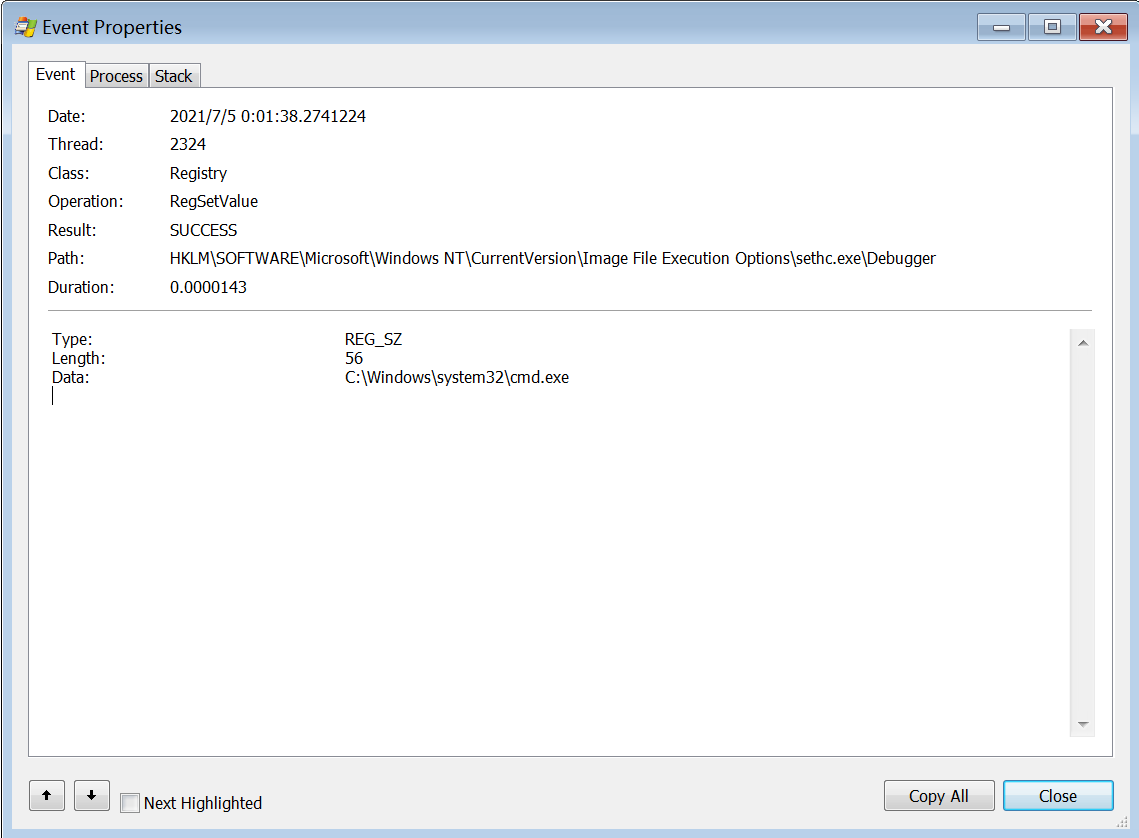 Event Properties
Event Process Stack
Date: 2021/7/5 0:01:38.2741224
Thread: 2324
Class: Registry
Operation: RegSetValue
Result: SUCCESS
Path: HKLM\SOFTWARE\Microsoft\Windows NT\CurrentVersion\Image File Execution Options\sethc.exe\Debugger
Duration: 0.0000143
Type: REG_SZ
Length: 56
Data: C:\Windows\system32\cmd.exe
Next Highlighted Copy All Close